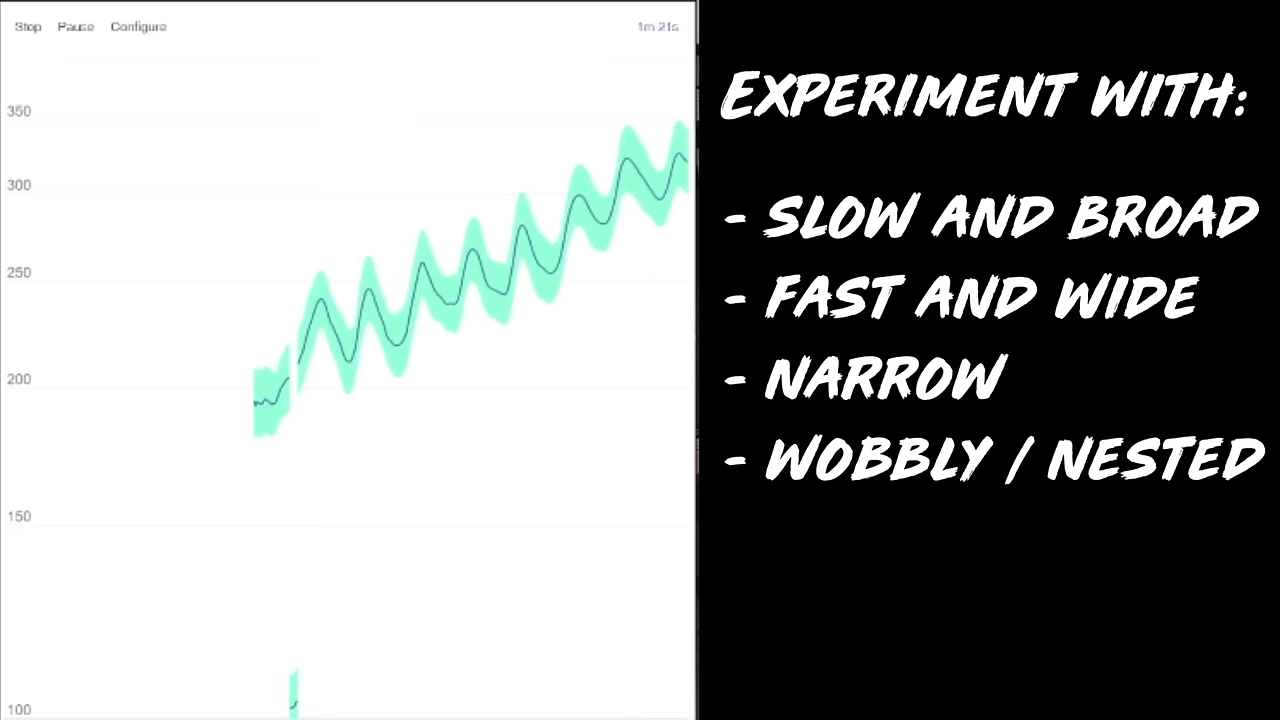 Stop Pause Configure 1m 21s
350
300
250
200
150
100
EXPERIMENT WITH:
- SLOW AND BROAD
- FAST AND WIDE
- NARROW
- WOBBLY / NESTED